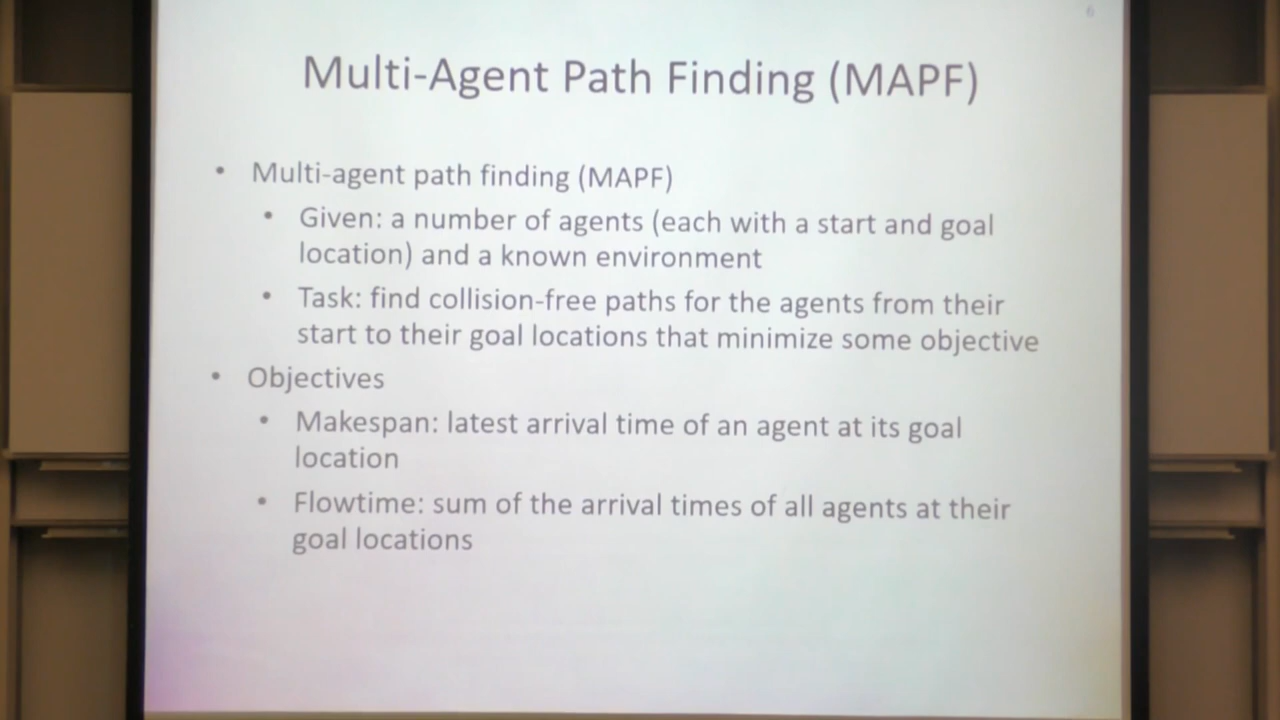 Multi-Agent Path Finding (MAPF)
• Multi-agent path finding (MAPF)
• Given: a number of agents (each with a start and goal
location) and a known environment
• Task: find collision-free paths for the agents from their
start to their goal locations that minimize some objective
• Objectives
• Makespan: latest arrival time of an agent at its goal
location
• Flowtime: sum of the arrival times of all agents at their
goal locations